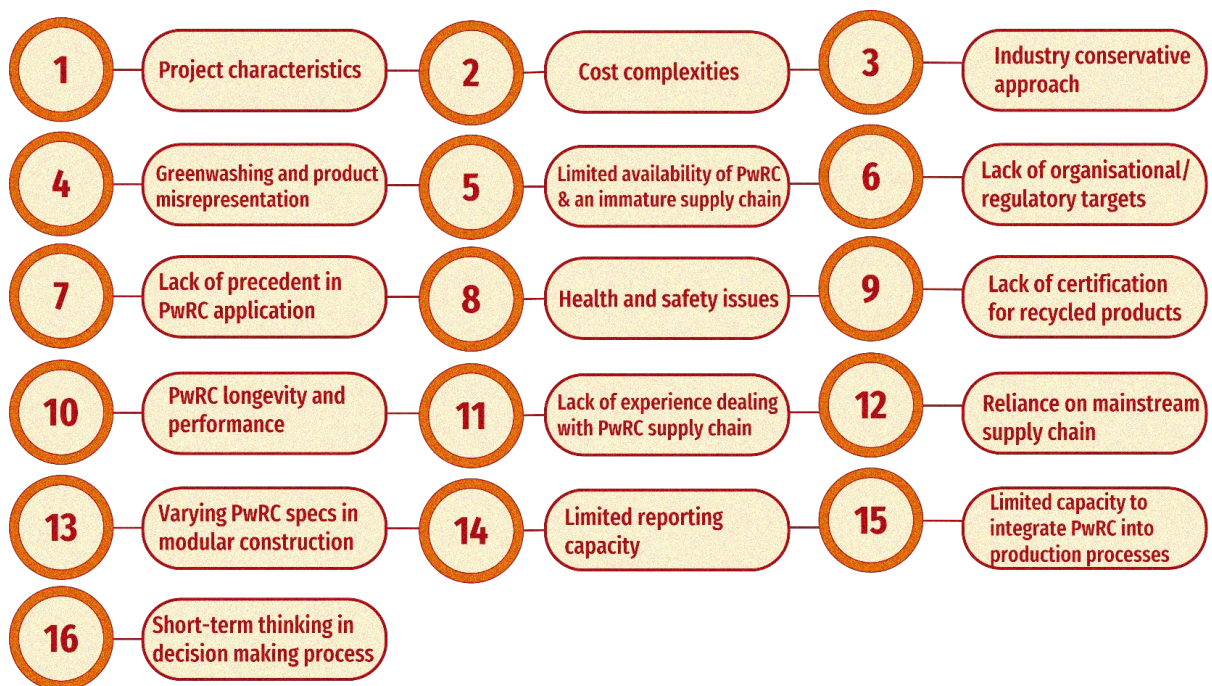 1
Project characteristics
2
Cost complexities
3
Industry conservative
approach
4
Greenwashing and product
misrepresentation
5
Limited availability of PwRC
& an immature supply chain
6
Lack of organisational/
regulatory targets
7
Lack of precedent in
PwRC application
8
Health and safety issues
9
Lack of certification
for recycled products
10
PwRC longevity and
performance
11
Lack of experience dealing
with PwRC supply chain
12
Reliance on mainstream
supply chain
13
Varying PwRC specs in
modular construction
14
Limited reporting
capacity
15
Limited capacity to
integrate PwRC into
production processes
16
Short-term thinking in
decision making process